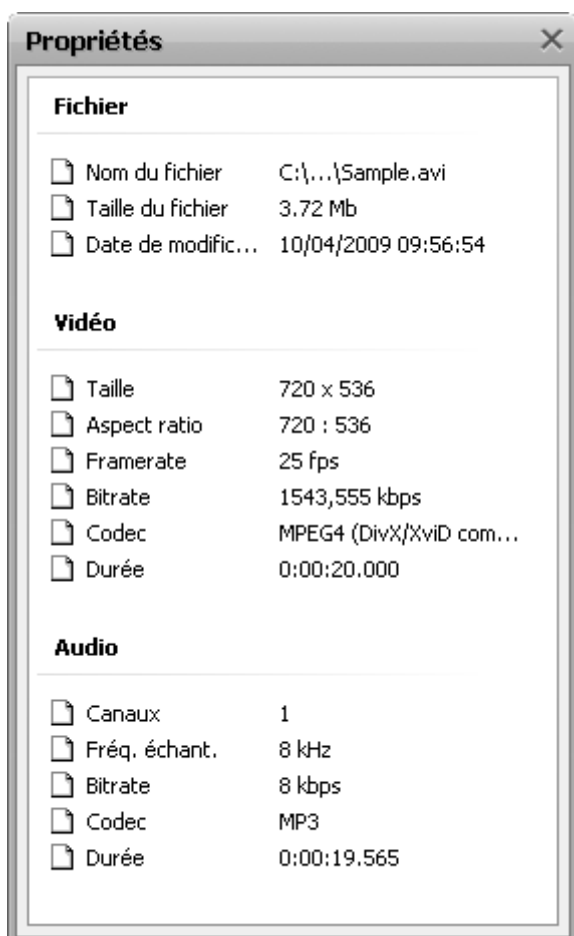 Propriétés
Fichier
Nom du fichier C:\...\Sample.avi
Taille du fichier 3.72 Mb
Date de modific... 10/04/2009 09:56:54
Vidéo
Taille 720 x 536
Aspect ratio 720 : 536
Framerate 25 fps
Bitrate 1543,555 kbps
Codec MPEG4 (DivX/XviD com...
Durée 0:00:20.000
Audio
Canaux 1
Fréq. échant. 8 kHz
Bitrate 8 kbps
Codec MP3
Durée 0:00:19.565